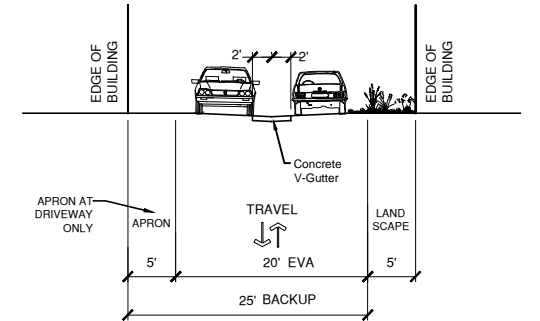 EDGE OF
BUILDING
2'
2'
EDGE OF
BUILDING
Concrete
V-Gutter
APRON AT
DRIVEWAY
ONLY
APRON
TRAVEL
LAND
SCAPE
5'
20' EVA
5'
25' BACKUP